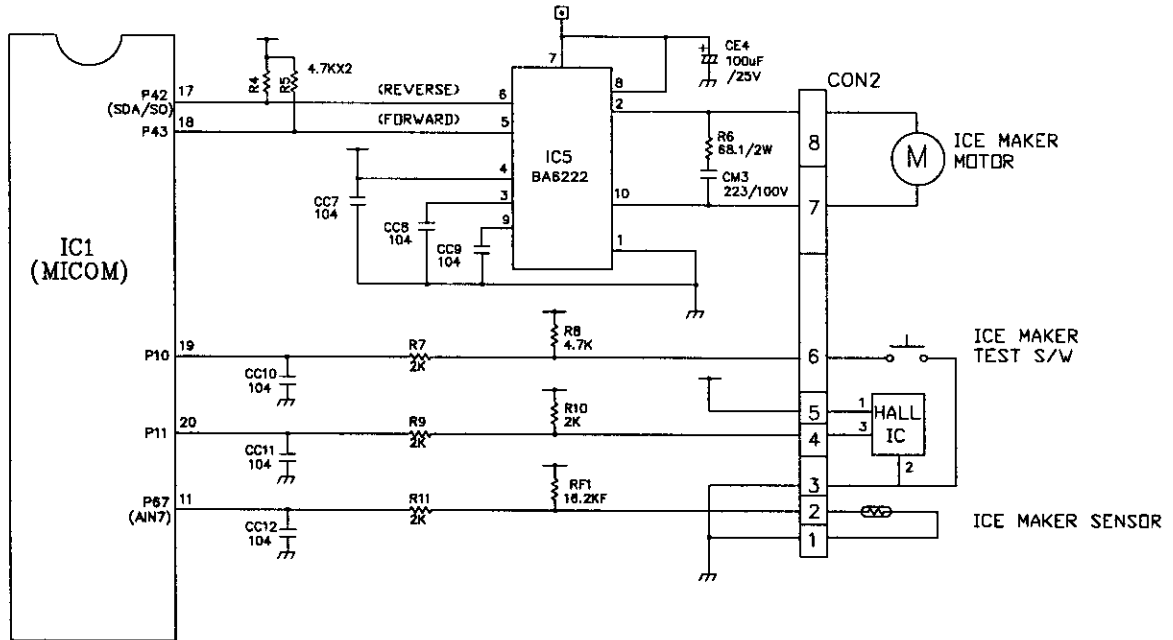 IC1
(MICOM)
P42
(SDA/SO)
17
P43
18
R4
R5
4.7KX2
(REVERSE)
(FORWARD)
6
5
4
3
9
7
8
2
10
1
IC5
BA6222
CE4
100uF
/25V
+
CC7
104
CC8
104
CC9
104
R6
68.1/2W
CM3
223/100V
CON2
8
7
6
5
4
3
2
1
M
ICE MAKER
MOTOR
P10
19
CC10
104
R7
2K
R8
4.7K
ICE MAKER
TEST S/W
P11
20
CC11
104
R9
2K
R10
2K
1
3
2
HALL
IC
P67
(AIN7)
11
CC12
104
R11
2K
RF1
16.2KF
ICE MAKER SENSOR